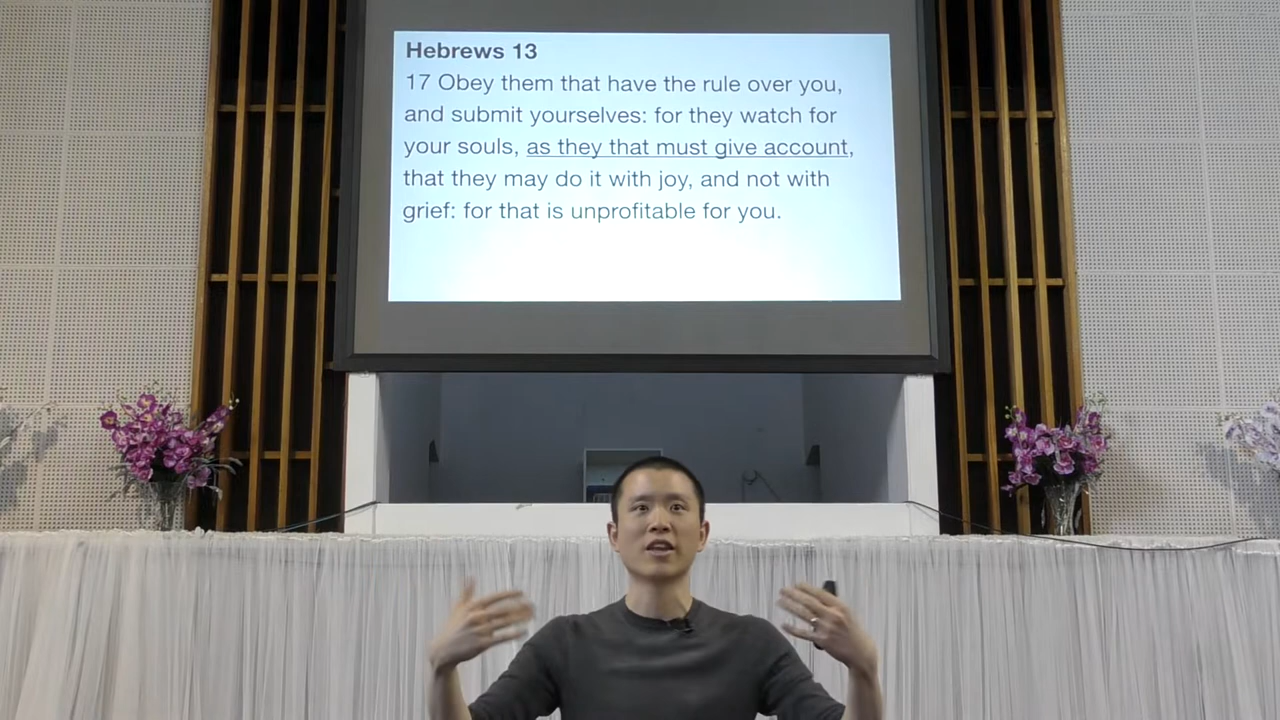 Hebrews 13
17 Obey them that have the rule over you,
and submit yourselves: for they watch for
your souls, as they that must give account,
that they may do it with joy, and not with
grief: for that is unprofitable for you.